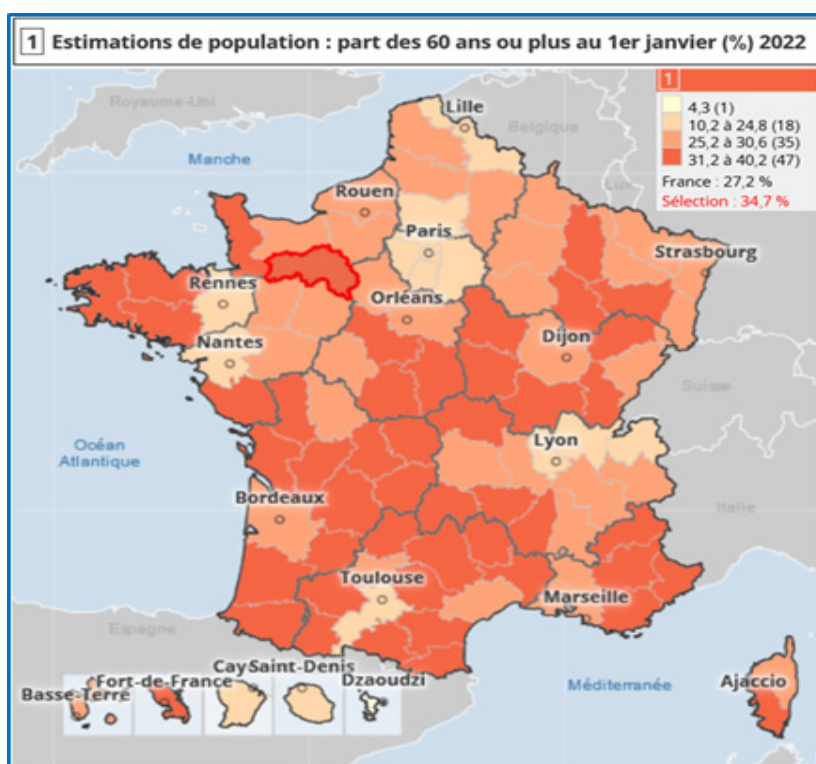 1 Estimations de population : part des 60 ans ou plus au 1er janvier (%) 2022
1
4,3 (1)
10,2 à 24,8 (18)
25,2 à 30,6 (35)
31,2 à 40,2 (47)
France : 27,2 %
Sélection : 34,7 %
Royaume-Uni
Lille
Belgique
Manche
Lux
Rouen
Paris
Strasbourg
Rennes
Orléans
Nantes
Dijon
Suisse
Océan
Atlantique
Lyon
Bordeaux
Italie
Toulouse
Marseille
Espagne
Cay
Saint-Denis
Fort-de-France
Dzaoudzi
Basse-Terre
Méditerranée
Ajaccio